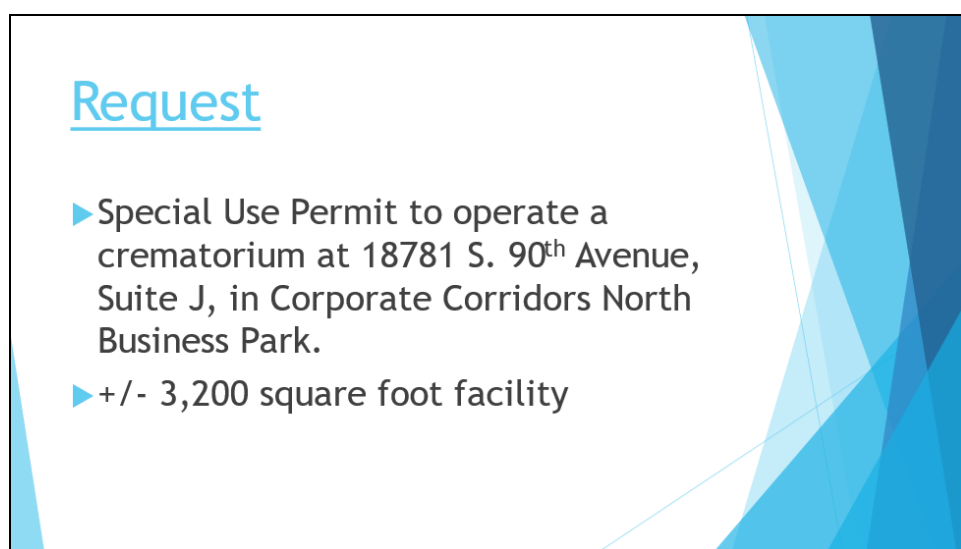 Request
Special Use Permit to operate a
crematorium at 18781 S. 90th Avenue,
Suite J, in Corporate Corridors North
Business Park.
+/- 3,200 square foot facility